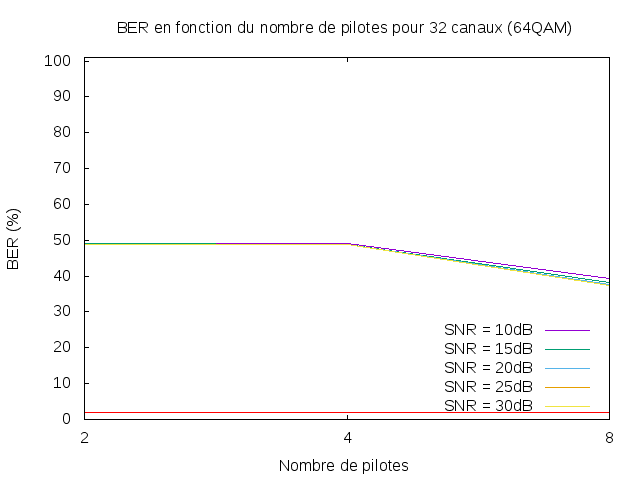 BER en fonction du nombre de pilotes pour 32 canaux (64QAM)
100
90
80
70
60
50
40
30
20
10
0
BER (%)
SNR = 10dB
SNR = 15dB
SNR = 20dB
SNR = 25dB
SNR = 30dB
2 4 8
Nombre de pilotes